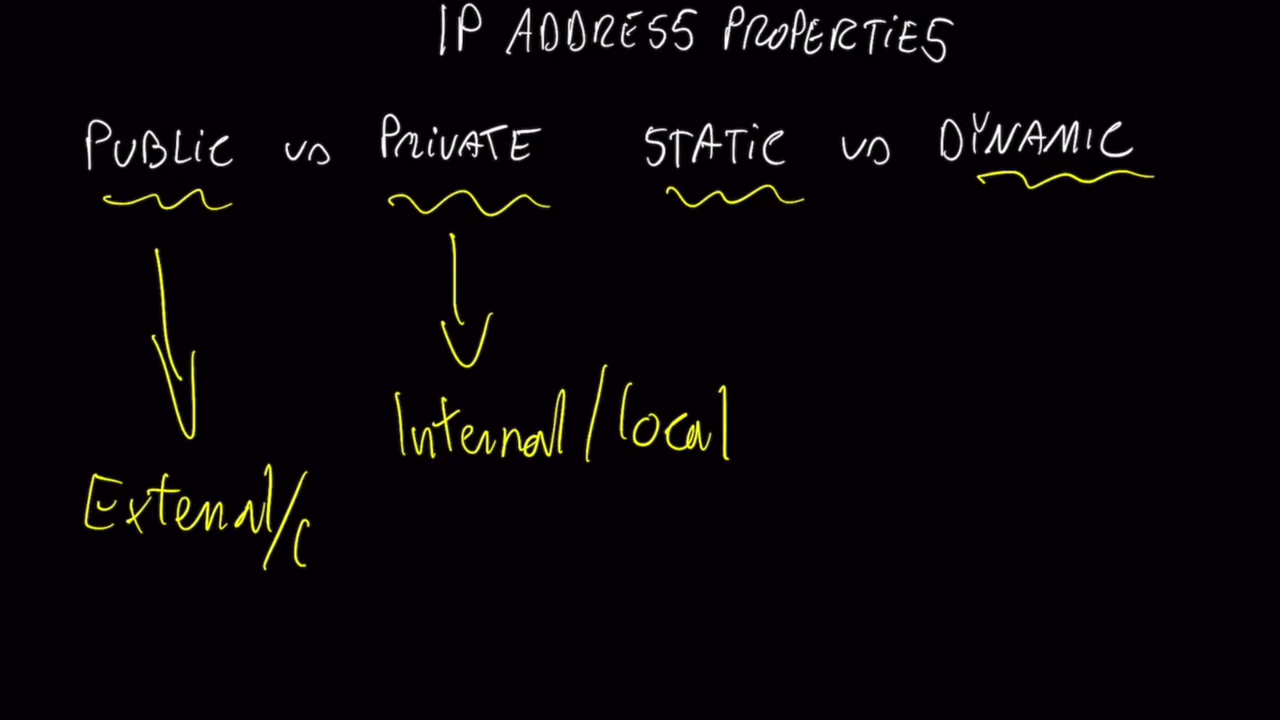 IP ADDRESS PROPERTIES
PUBLIC vs PRIVATE STATIC vs DYNAMIC
Internal/local
External/c